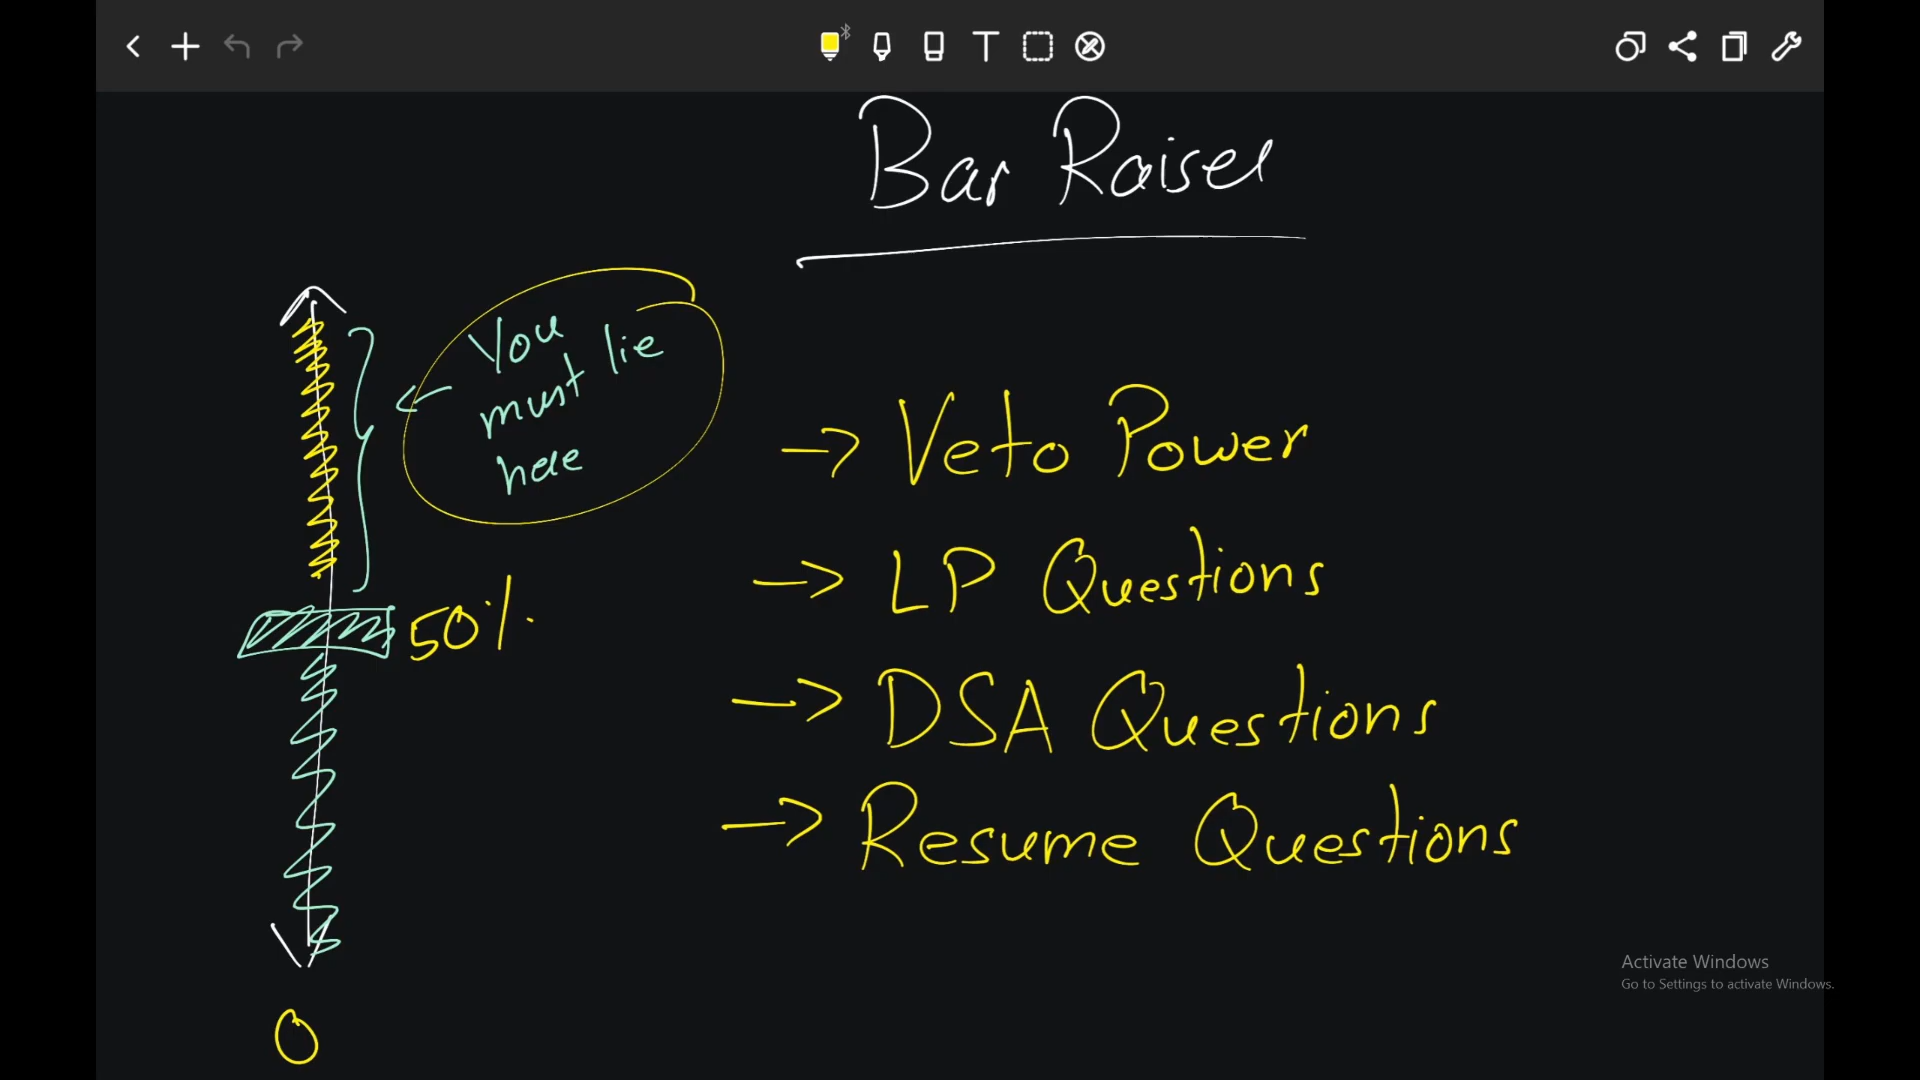 Bar Raiser
You
must lie
here
50%
0
→ Veto Power
→ LP Questions
→ DSA Questions
→ Resume Questions
Activate Windows
Go to Settings to activate Windows.